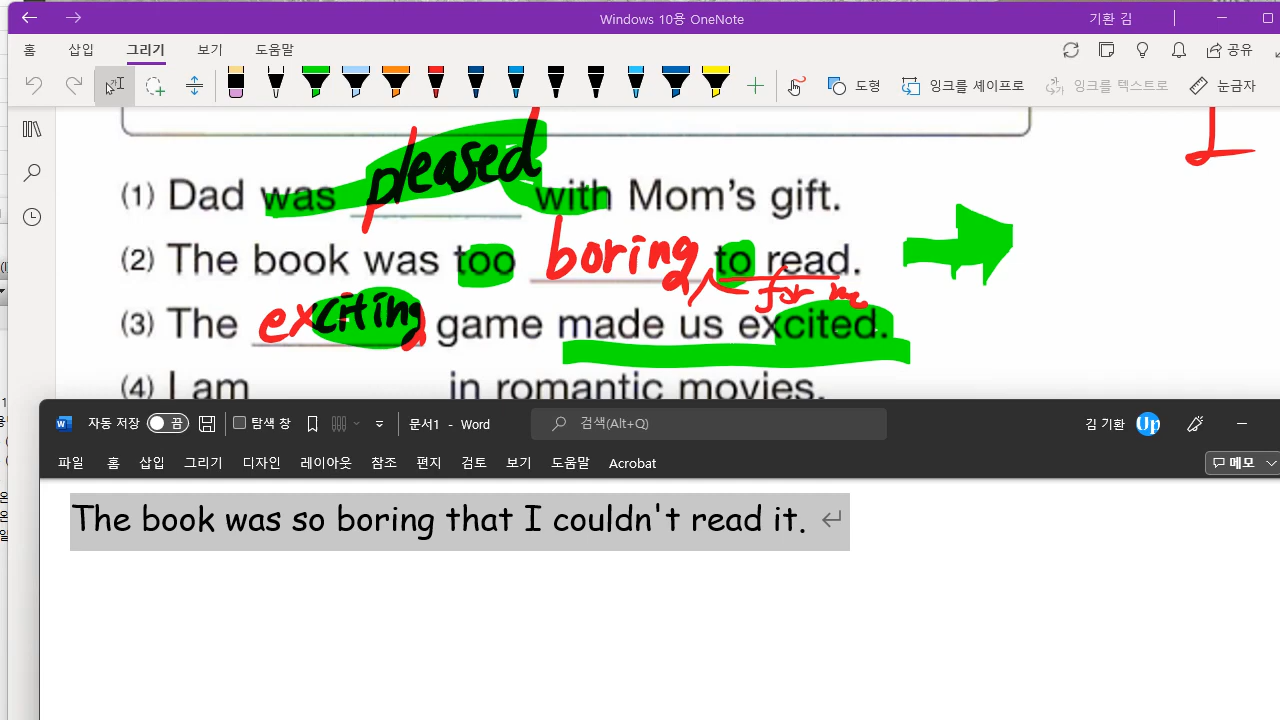 Windows 10용 OneNote
기환 김
홈 삽입 그리기 보기 도움말
공유
도형 잉크를 셰이프로 잉크를 텍스트로 눈금자
(1) Dad was pleased with Mom's gift.
(2) The book was too boring to read.
for me
(3) The exciting game made us excited.
(4) I am in romantic movies.
자동 저장 끔 탐색 창 문서1 - Word 검색(Alt+Q) 김 기환 Up
파일 홈 삽입 그리기 디자인 레이아웃 참조 편지 검토 보기 도움말 Acrobat 메모
The book was so boring that I couldn't read it.